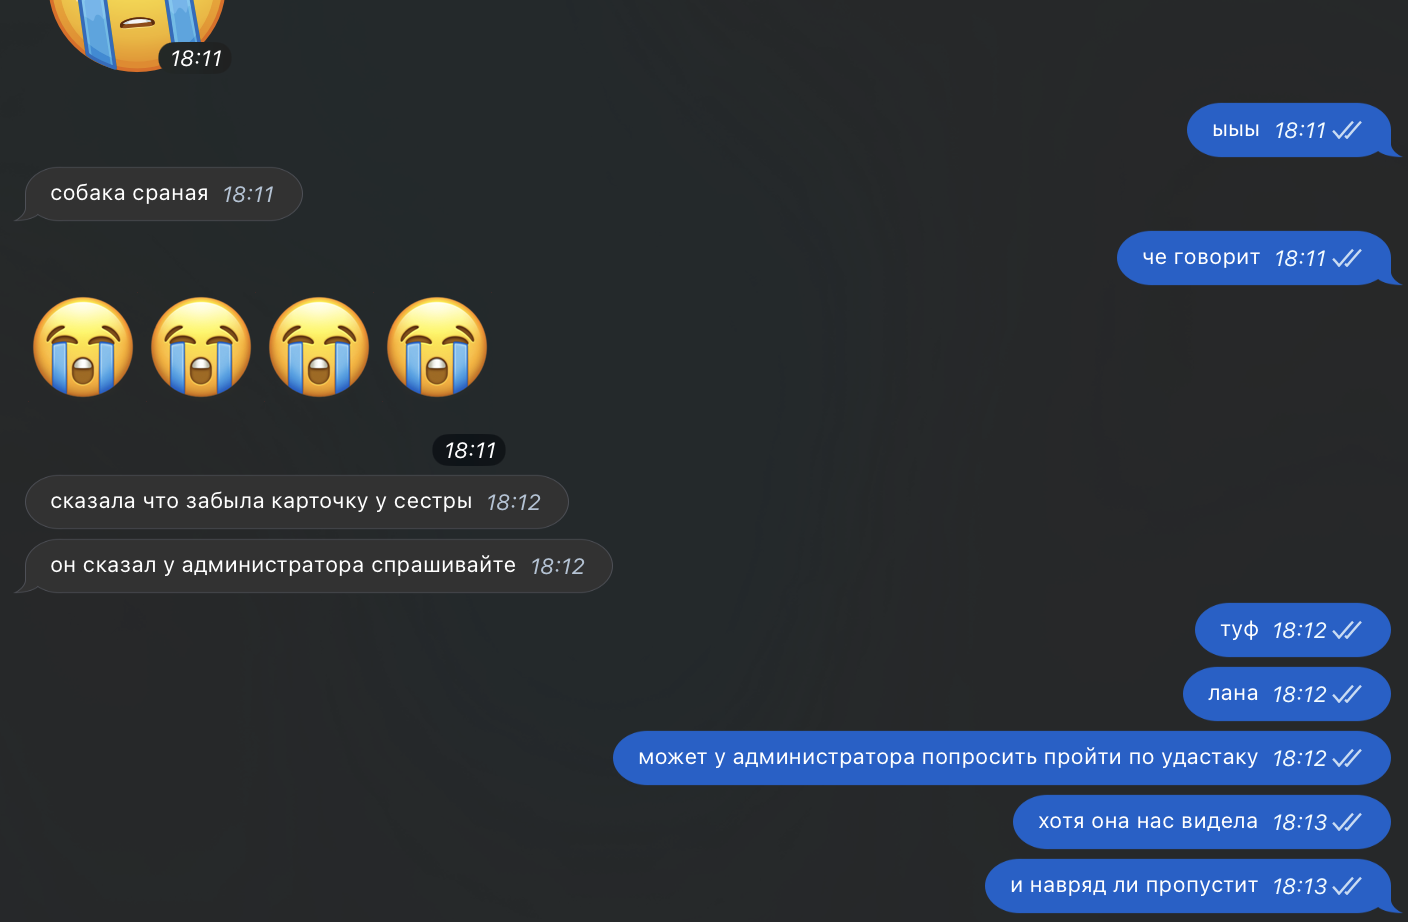 18:11
ыыы 18:11
собака сраная 18:11
че говорит 18:11
18:11
сказала что забыла карточку у сестры 18:12
он сказал у администратора спрашивайте 18:12
туф 18:12
лана 18:12
может у администратора попросить пройти по удастаку 18:12
хотя она нас видела 18:13
и навряд ли пропустит 18:13